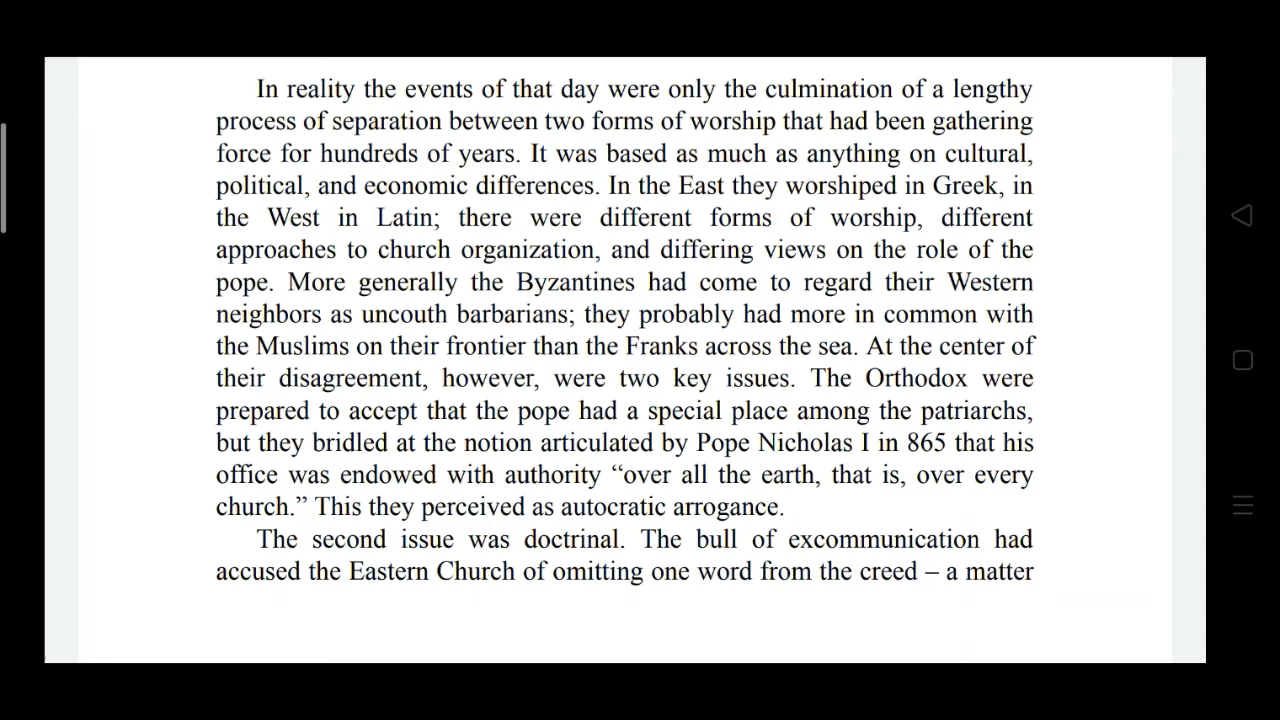 In reality the events of that day were only the culmination of a lengthy
process of separation between two forms of worship that had been gathering
force for hundreds of years. It was based as much as anything on cultural,
political, and economic differences. In the East they worshiped in Greek, in
the West in Latin; there were different forms of worship, different
approaches to church organization, and differing views on the role of the
pope. More generally the Byzantines had come to regard their Western
neighbors as uncouth barbarians; they probably had more in common with
the Muslims on their frontier than the Franks across the sea. At the center of
their disagreement, however, were two key issues. The Orthodox were
prepared to accept that the pope had a special place among the patriarchs,
but they bridled at the notion articulated by Pope Nicholas I in 865 that his
office was endowed with authority “over all the earth, that is, over every
church.” This they perceived as autocratic arrogance.
The second issue was doctrinal. The bull of excommunication had
accused the Eastern Church of omitting one word from the creed – a matter